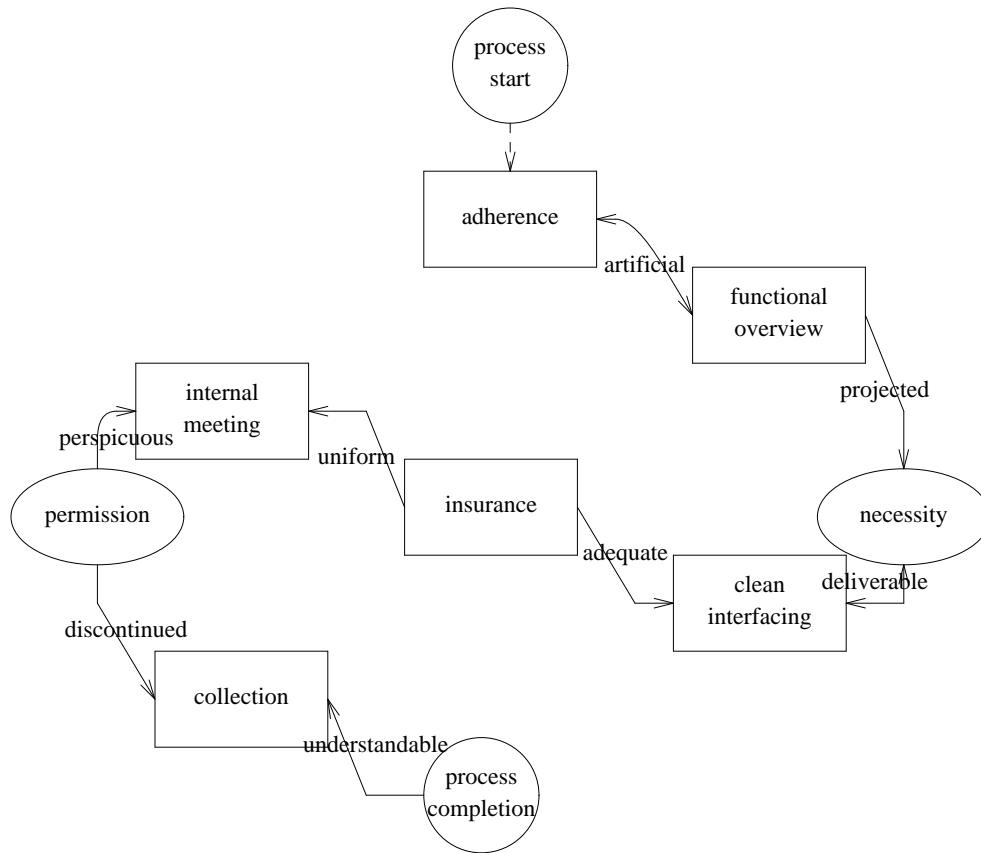 process
start
adherence
artificial
functional
overview
projected
internal
meeting
perspicuous
uniform
insurance
permission
necessity
adequate
deliverable
clean
interfacing
discontinued
collection
understandable
process
completion